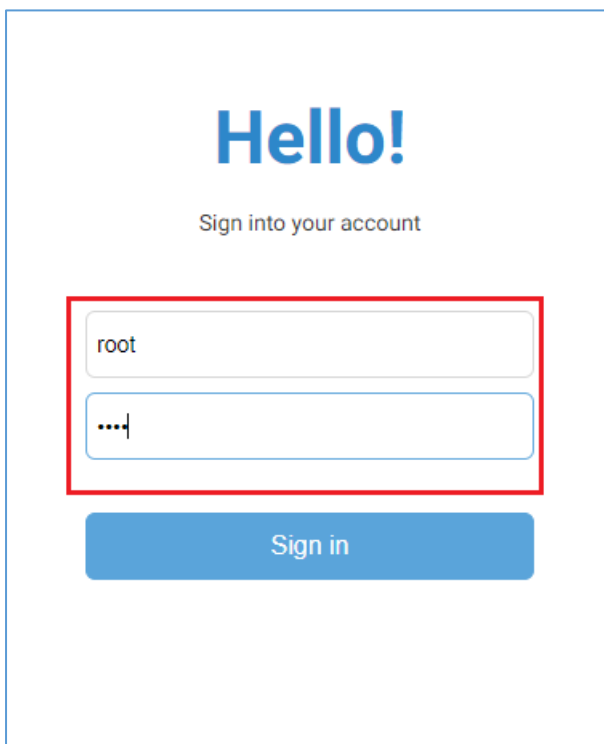 Hello!
Sign into your account
root
••••
Sign in